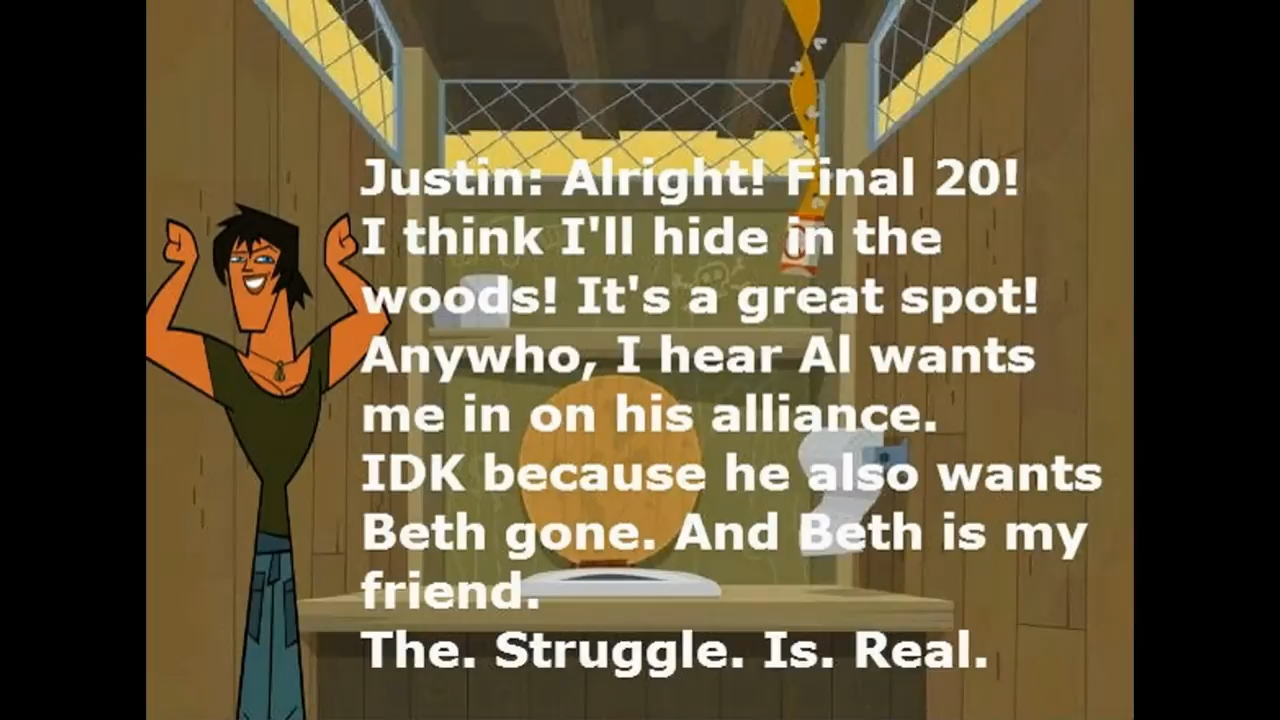 Justin: Alright! Final 20!
I think I'll hide in the
woods! It's a great spot!
Anywho, I hear Al wants
me in on his alliance.
IDK because he also wants
Beth gone. And Beth is my
friend.
The. Struggle. Is. Real.